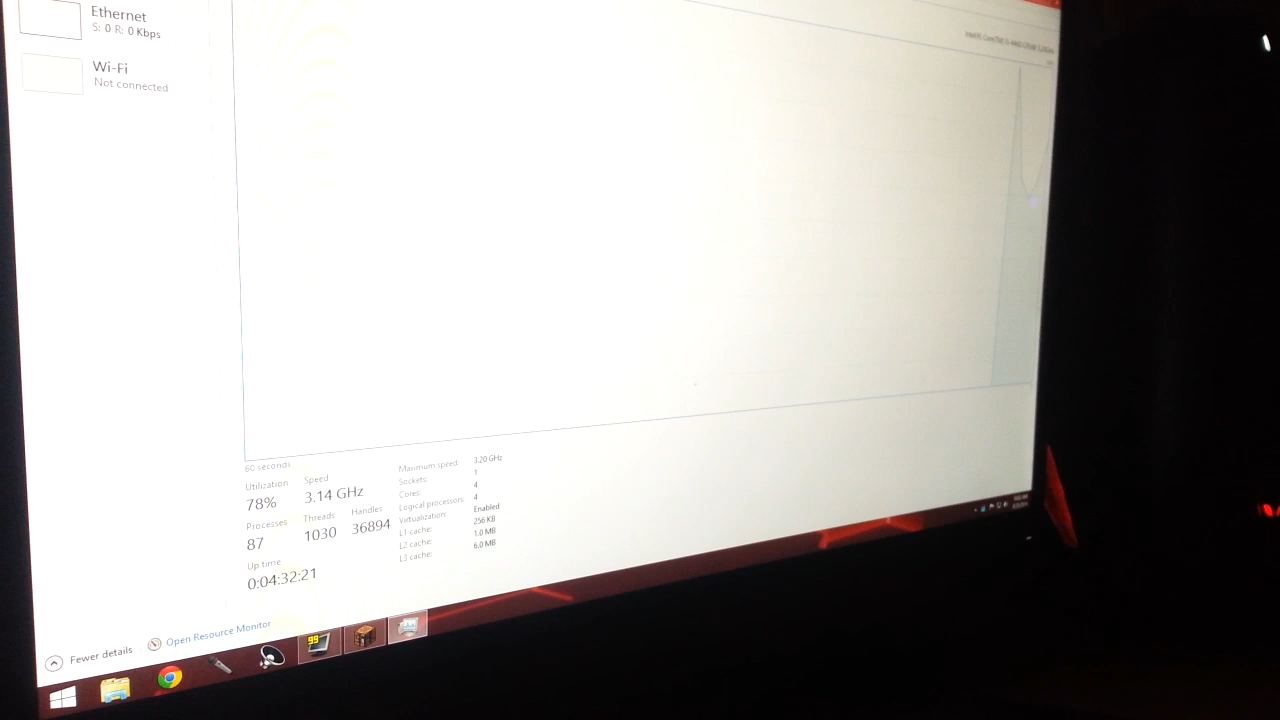 Ethernet
S: 0 R: 0 Kbps
Wi-Fi
Not connected
60 seconds
Utilization
78%
Speed
3.14 GHz
Processes
87
Threads
1030
Handles
36894
Up time
0:04:32:21
Maximum speed: 3.20 GHz
Sockets: 1
Cores: 4
Logical processors: 4
Virtualization: Enabled
L1 cache: 256 KB
L2 cache: 1.0 MB
L3 cache: 6.0 MB
Fewer details
Open Resource Monitor
99